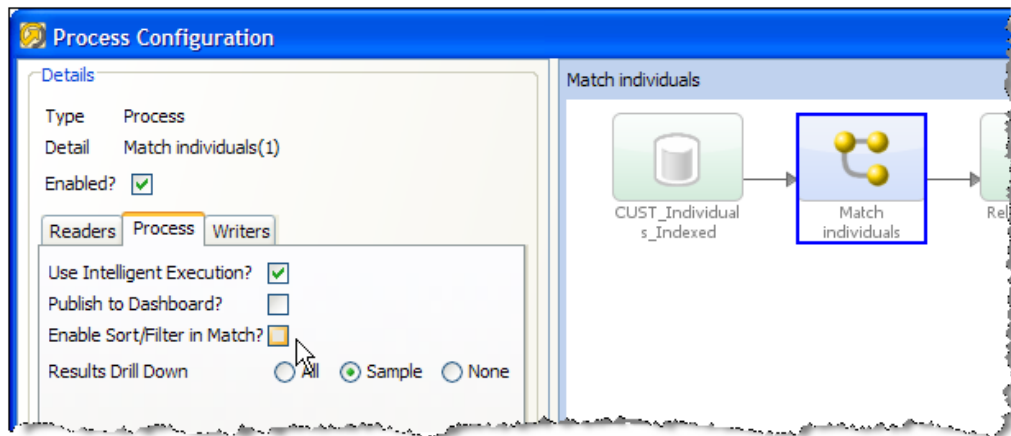 Process Configuration
Details
Type Process
Detail Match individuals(1)
Enabled?
Readers Process Writers
Use Intelligent Execution?
Publish to Dashboard?
Enable Sort/Filter in Match?
Results Drill Down All Sample None
Match individuals
CUST_Individual
s_Indexed
Match
individuals
Rel